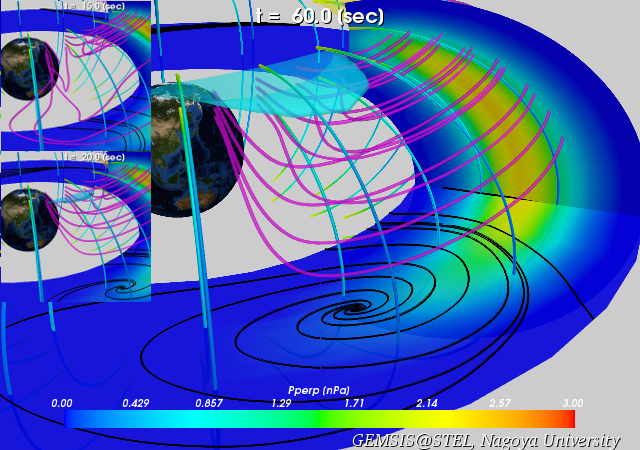 t = 15.0 (sec)
t = 60.0 (sec)
t = 20.0 (sec)
Pperp (nPa)
0.00 0.429 0.857 1.29 1.71 2.14 2.57 3.00
GEMSIS@STEL, Nagoya University